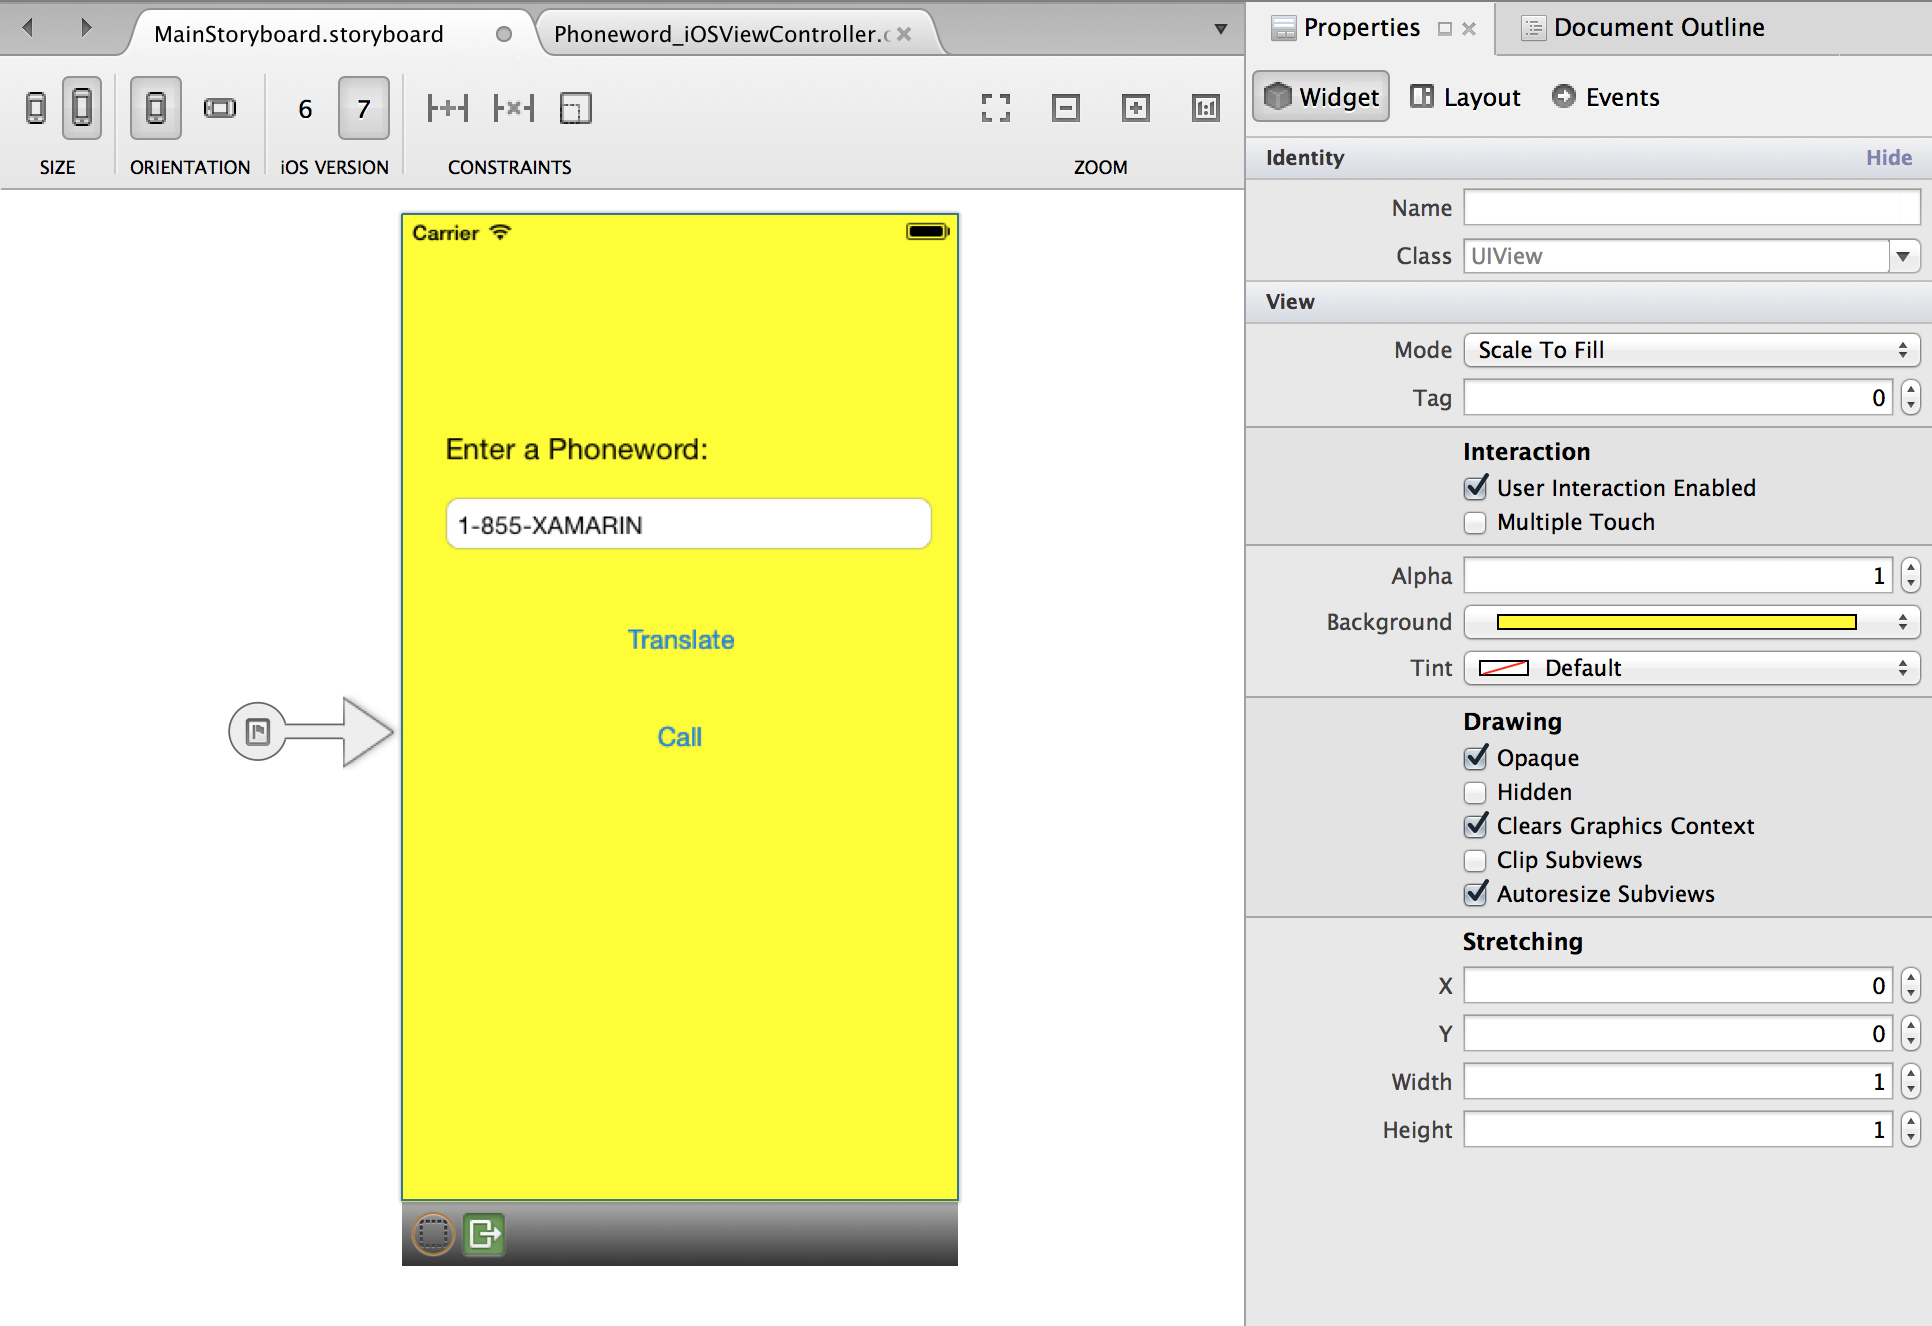 MainStoryboard.storyboard
Phoneword_iOSViewController.c
Properties
Document Outline
6 7
SIZE ORIENTATION iOS VERSION CONSTRAINTS ZOOM
1:1
Widget Layout Events
Identity Hide
Name
Class UIView
View
Mode Scale To Fill
Tag 0
Interaction
User Interaction Enabled
Multiple Touch
Alpha 1
Background
Tint Default
Drawing
Opaque
Hidden
Clears Graphics Context
Clip Subviews
Autoresize Subviews
Stretching
X 0
Y 0
Width 1
Height 1
Carrier
Enter a Phoneword:
1-855-XAMARIN
Translate
Call